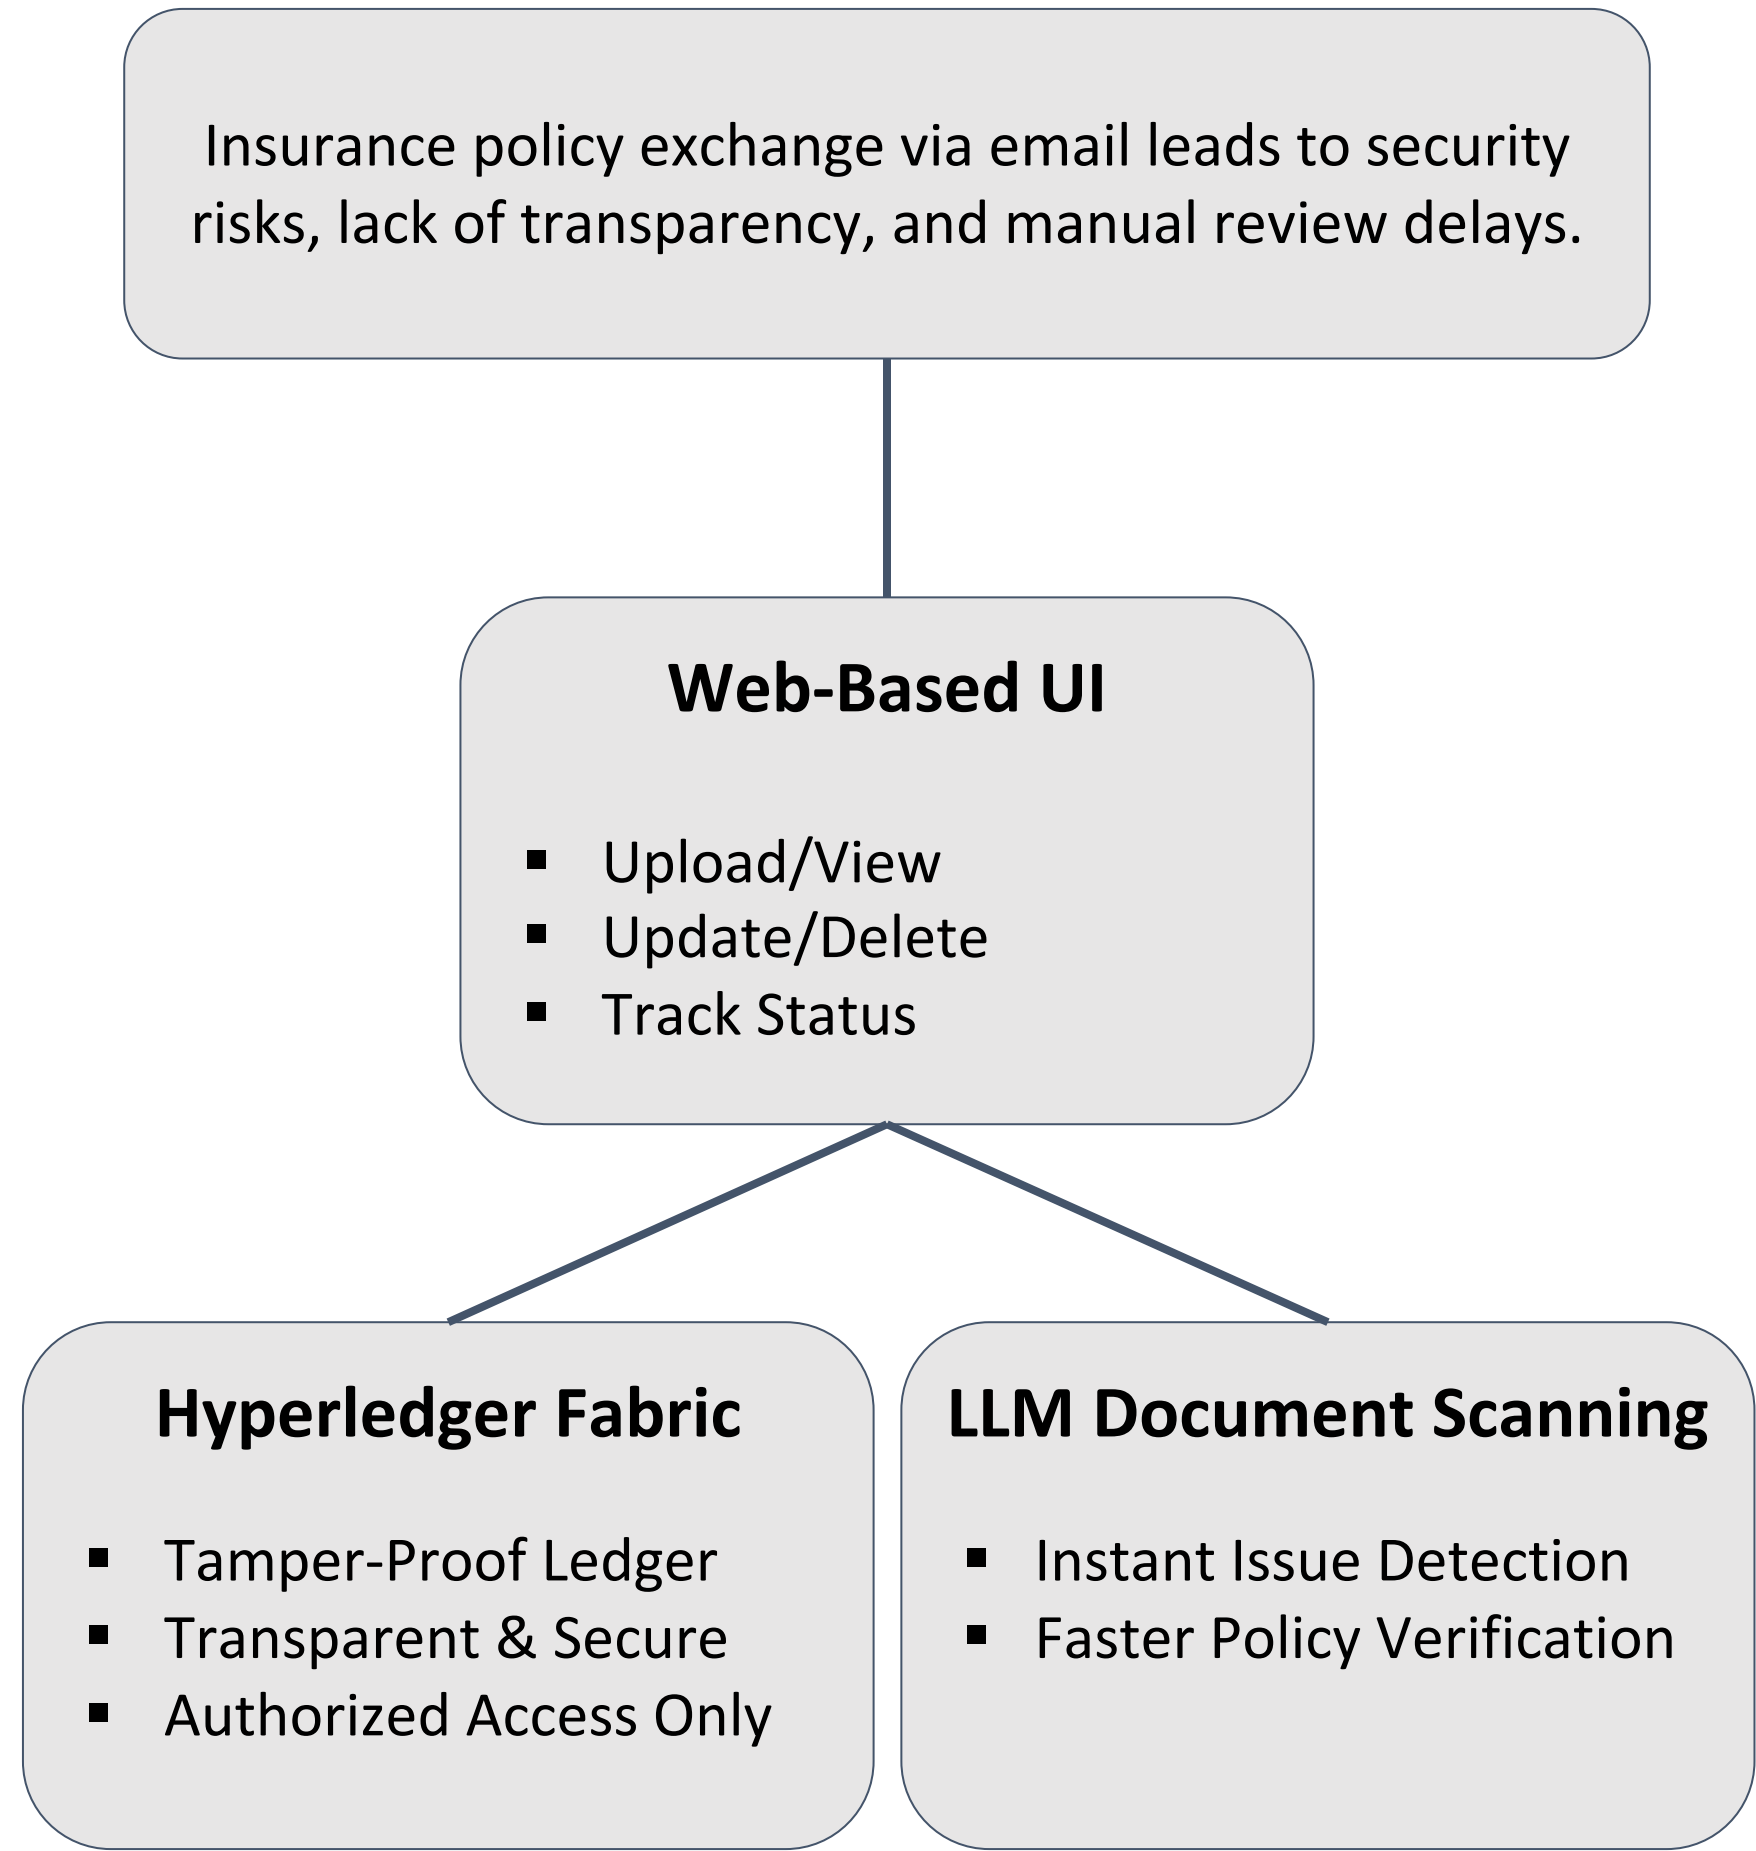 Insurance policy exchange via email leads to security
risks, lack of transparency, and manual review delays.
Web-Based UI
▪ Upload/View
▪ Update/Delete
▪ Track Status
Hyperledger Fabric
▪ Tamper-Proof Ledger
▪ Transparent & Secure
▪ Authorized Access Only
LLM Document Scanning
▪ Instant Issue Detection
▪ Faster Policy Verification